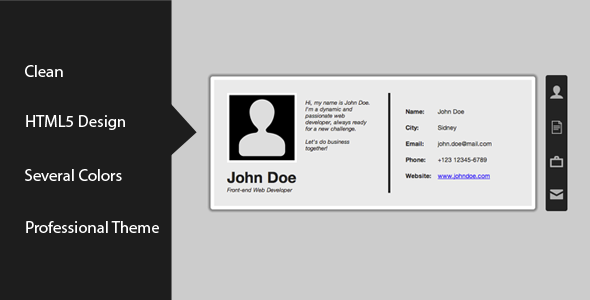 Clean
HTML5 Design
Several Colors
Professional Theme
Hi, my name is John Doe.
I'm a dynamic and
passionate web
developer, always ready
for a new challenge.
Let's do business
together!
John Doe
Front-end Web Developer
Name: John Doe
City: Sidney
Email: john.doe@mail.com
Phone: +123 12345-6789
Website: www.johndoe.com